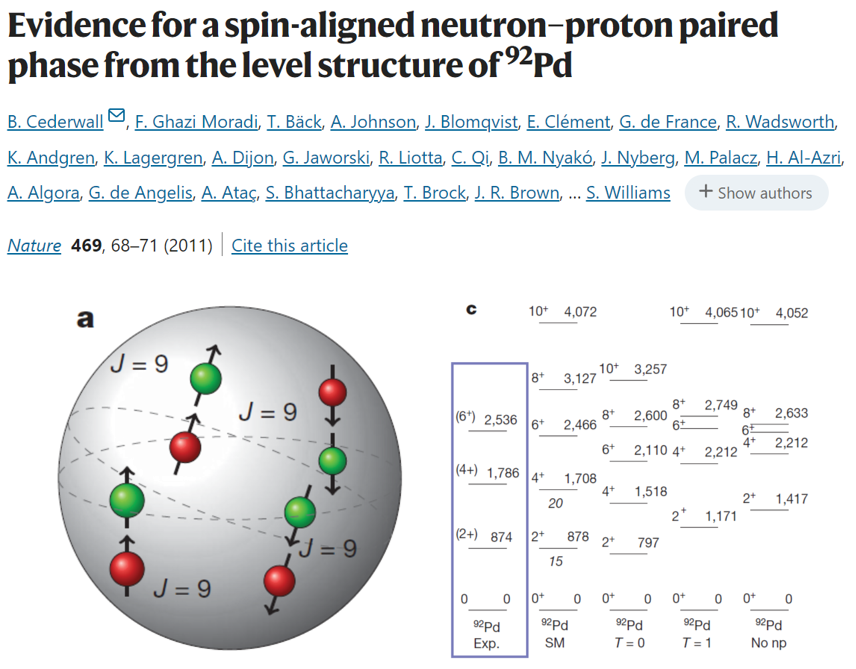 Evidence for a spin-aligned neutron–proton paired
phase from the level structure of ⁹²Pd
B. Cederwall, F. Ghazi Moradi, T. Bäck, A. Johnson, J. Blomqvist, E. Clément, G. de France, R. Wadsworth,
K. Andgren, K. Lagergren, A. Dijon, G. Jaworski, R. Liotta, C. Qi, B. M. Nyakó, J. Nyberg, M. Palacz, H. Al-Azri,
A. Algora, G. de Angelis, A. Ataç, S. Bhattacharyya, T. Brock, J. R. Brown, ... S. Williams + Show authors
Nature 469, 68–71 (2011) Cite this article
a
J = 9
J = 9
J = 9
J = 9
c
(6⁺) 2,536
(4+) 1,786
(2+) 874
0 0
⁹²Pd
Exp.
10⁺ 4,072
8⁺ 3,127
6⁺ 2,466
4⁺ 1,708
20
2⁺ 878
15
0⁺ 0
⁹²Pd
SM
10⁺ 3,257
8⁺ 2,600
6⁺ 2,110
4⁺ 1,518
2⁺ 797
0⁺ 0
⁹²Pd
T = 0
10⁺ 4,065
8⁺ 2,749
6⁺
4⁺ 2,212
2⁺ 1,171
0⁺ 0
⁹²Pd
T = 1
10⁺ 4,052
8⁺ 2,633
6⁺
4⁺ 2,212
2⁺ 1,417
0⁺ 0
⁹²Pd
No np